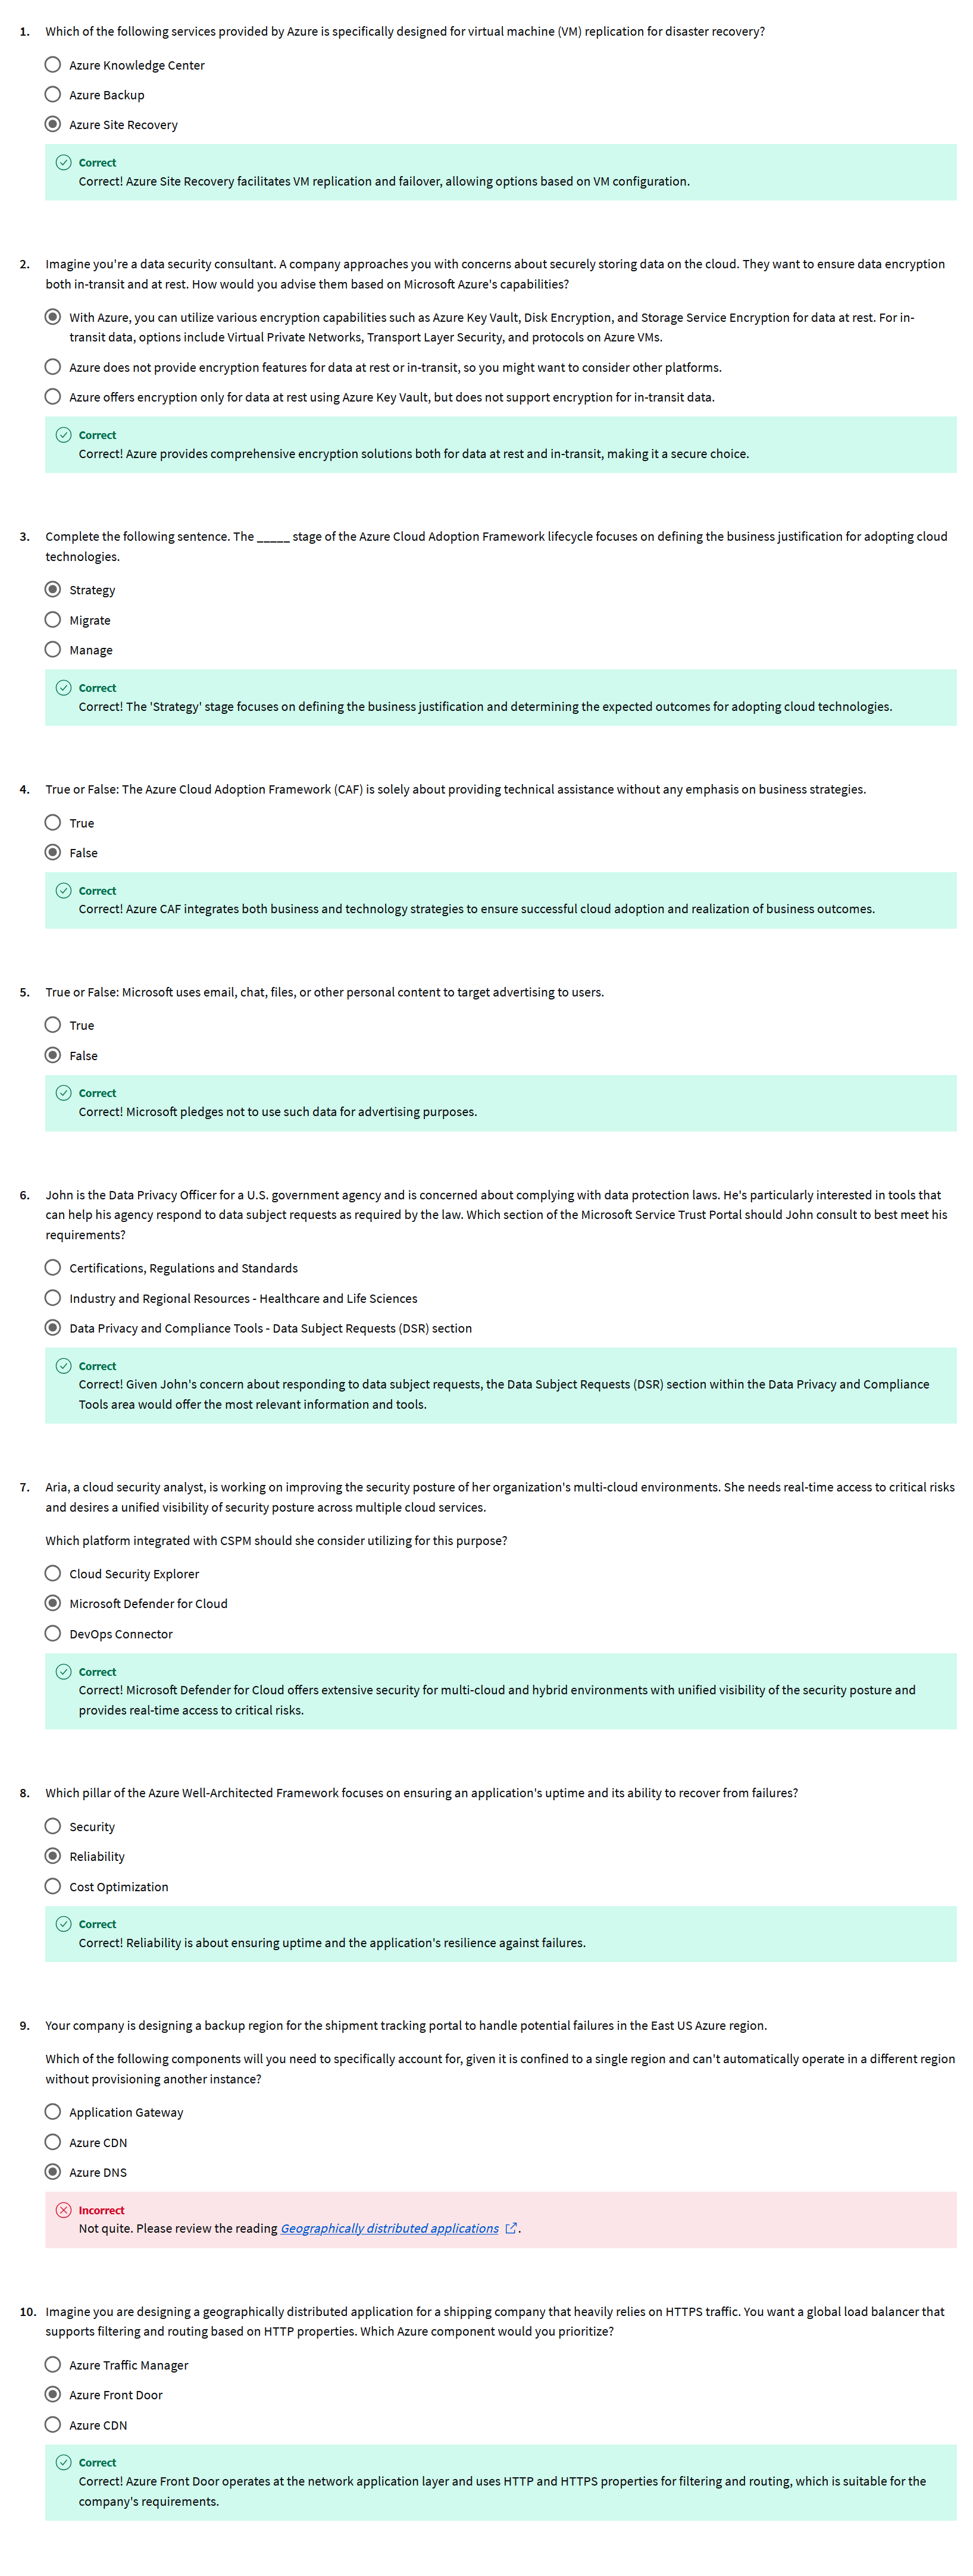 1. Which of the following services provided by Azure is specifically designed for virtual machine (VM) replication for disaster recovery?
Azure Knowledge Center
Azure Backup
Azure Site Recovery
Correct
Correct! Azure Site Recovery facilitates VM replication and failover, allowing options based on VM configuration.
2. Imagine you're a data security consultant. A company approaches you with concerns about securely storing data on the cloud. They want to ensure data encryption
both in-transit and at rest. How would you advise them based on Microsoft Azure's capabilities?
With Azure, you can utilize various encryption capabilities such as Azure Key Vault, Disk Encryption, and Storage Service Encryption for data at rest. For in-
transit data, options include Virtual Private Networks, Transport Layer Security, and protocols on Azure VMs.
Azure does not provide encryption features for data at rest or in-transit, so you might want to consider other platforms.
Azure offers encryption only for data at rest using Azure Key Vault, but does not support encryption for in-transit data.
Correct
Correct! Azure provides comprehensive encryption solutions both for data at rest and in-transit, making it a secure choice.
3. Complete the following sentence. The _____ stage of the Azure Cloud Adoption Framework lifecycle focuses on defining the business justification for adopting cloud
technologies.
Strategy
Migrate
Manage
Correct
Correct! The 'Strategy' stage focuses on defining the business justification and determining the expected outcomes for adopting cloud technologies.
4. True or False: The Azure Cloud Adoption Framework (CAF) is solely about providing technical assistance without any emphasis on business strategies.
True
False
Correct
Correct! Azure CAF integrates both business and technology strategies to ensure successful cloud adoption and realization of business outcomes.
5. True or False: Microsoft uses email, chat, files, or other personal content to target advertising to users.
True
False
Correct
Correct! Microsoft pledges not to use such data for advertising purposes.
6. John is the Data Privacy Officer for a U.S. government agency and is concerned about complying with data protection laws. He's particularly interested in tools that
can help his agency respond to data subject requests as required by the law. Which section of the Microsoft Service Trust Portal should John consult to best meet his
requirements?
Certifications, Regulations and Standards
Industry and Regional Resources - Healthcare and Life Sciences
Data Privacy and Compliance Tools - Data Subject Requests (DSR) section
Correct
Correct! Given John's concern about responding to data subject requests, the Data Subject Requests (DSR) section within the Data Privacy and Compliance
Tools area would offer the most relevant information and tools.
7. Aria, a cloud security analyst, is working on improving the security posture of her organization's multi-cloud environments. She needs real-time access to critical risks
and desires a unified visibility of security posture across multiple cloud services.
Which platform integrated with CSPM should she consider utilizing for this purpose?
Cloud Security Explorer
Microsoft Defender for Cloud
DevOps Connector
Correct
Correct! Microsoft Defender for Cloud offers extensive security for multi-cloud and hybrid environments with unified visibility of the security posture and
provides real-time access to critical risks.
8. Which pillar of the Azure Well-Architected Framework focuses on ensuring an application's uptime and its ability to recover from failures?
Security
Reliability
Cost Optimization
Correct
Correct! Reliability is about ensuring uptime and the application's resilience against failures.
9. Your company is designing a backup region for the shipment tracking portal to handle potential failures in the East US Azure region.
Which of the following components will you need to specifically account for, given it is confined to a single region and can't automatically operate in a different region
without provisioning another instance?
Application Gateway
Azure CDN
Azure DNS
Incorrect
Not quite. Please review the reading Geographically distributed applications.
10. Imagine you are designing a geographically distributed application for a shipping company that heavily relies on HTTPS traffic. You want a global load balancer that
supports filtering and routing based on HTTP properties. Which Azure component would you prioritize?
Azure Traffic Manager
Azure Front Door
Azure CDN
Correct
Correct! Azure Front Door operates at the network application layer and uses HTTP and HTTPS properties for filtering and routing, which is suitable for the
company's requirements.